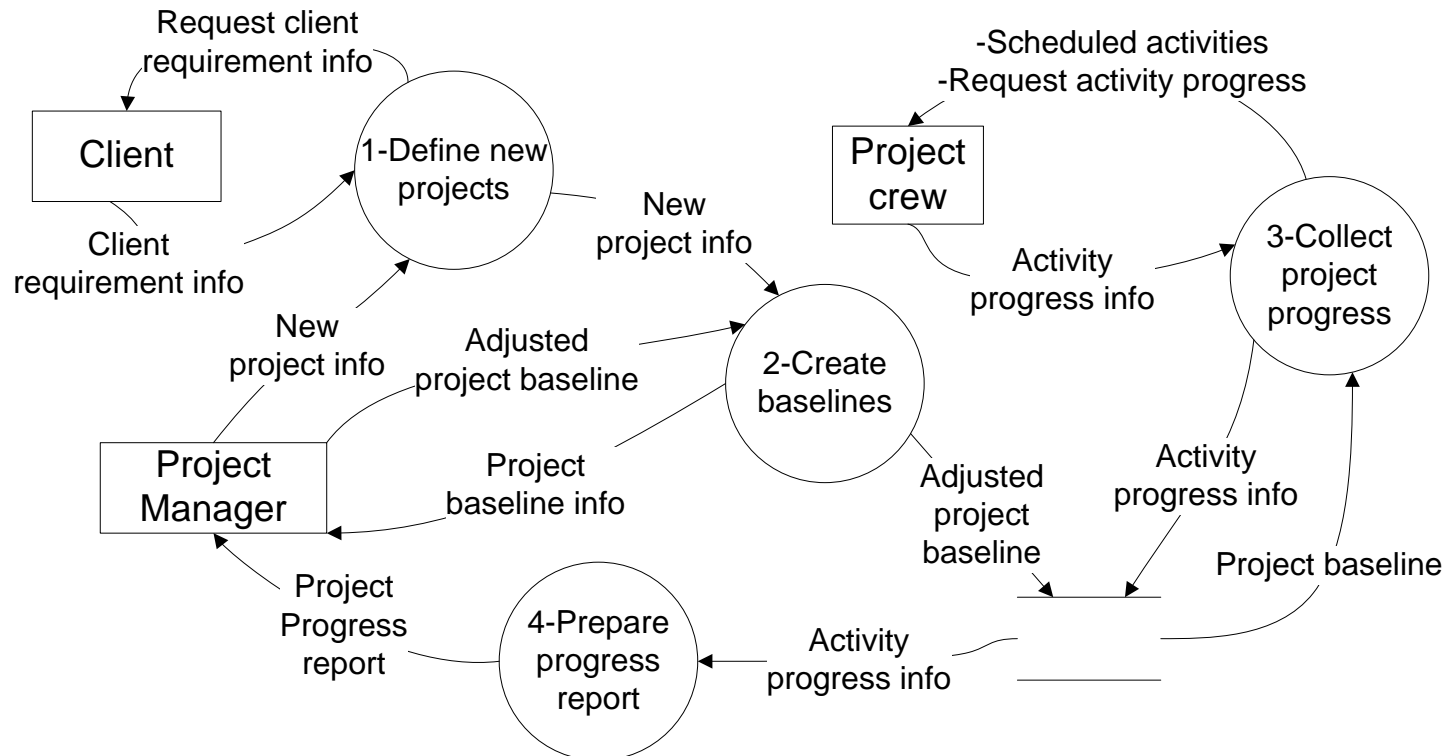 Request client
requirement info
-Scheduled activities
-Request activity progress
Client
1-Define new
projects
Project
crew
New
project info
3-Collect
project
progress
Client
requirement info
Activity
progress info
New
project info
Adjusted
project baseline
2-Create
baselines
Project
Manager
Project
baseline info
Adjusted
project
baseline
Activity
progress info
Project baseline
Project
Progress
report
4-Prepare
progress
report
Activity
progress info